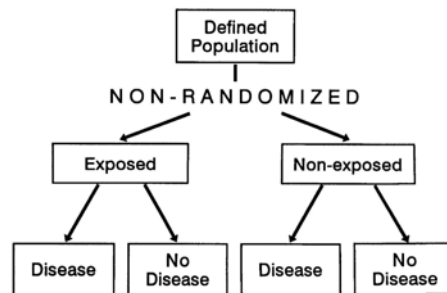 Defined
Population
NON-RANDOMIZED
Exposed
Non-exposed
Disease
No
Disease
Disease
No
Disease